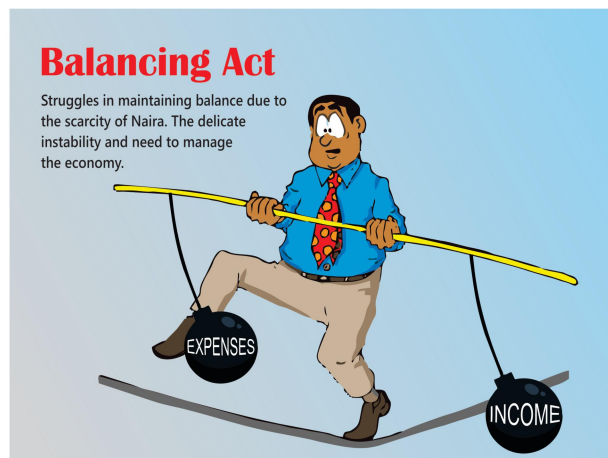 Balancing Act
Struggles in maintaining balance due to
the scarcity of Naira. The delicate
instability and need to manage
the economy.
EXPENSES
INCOME